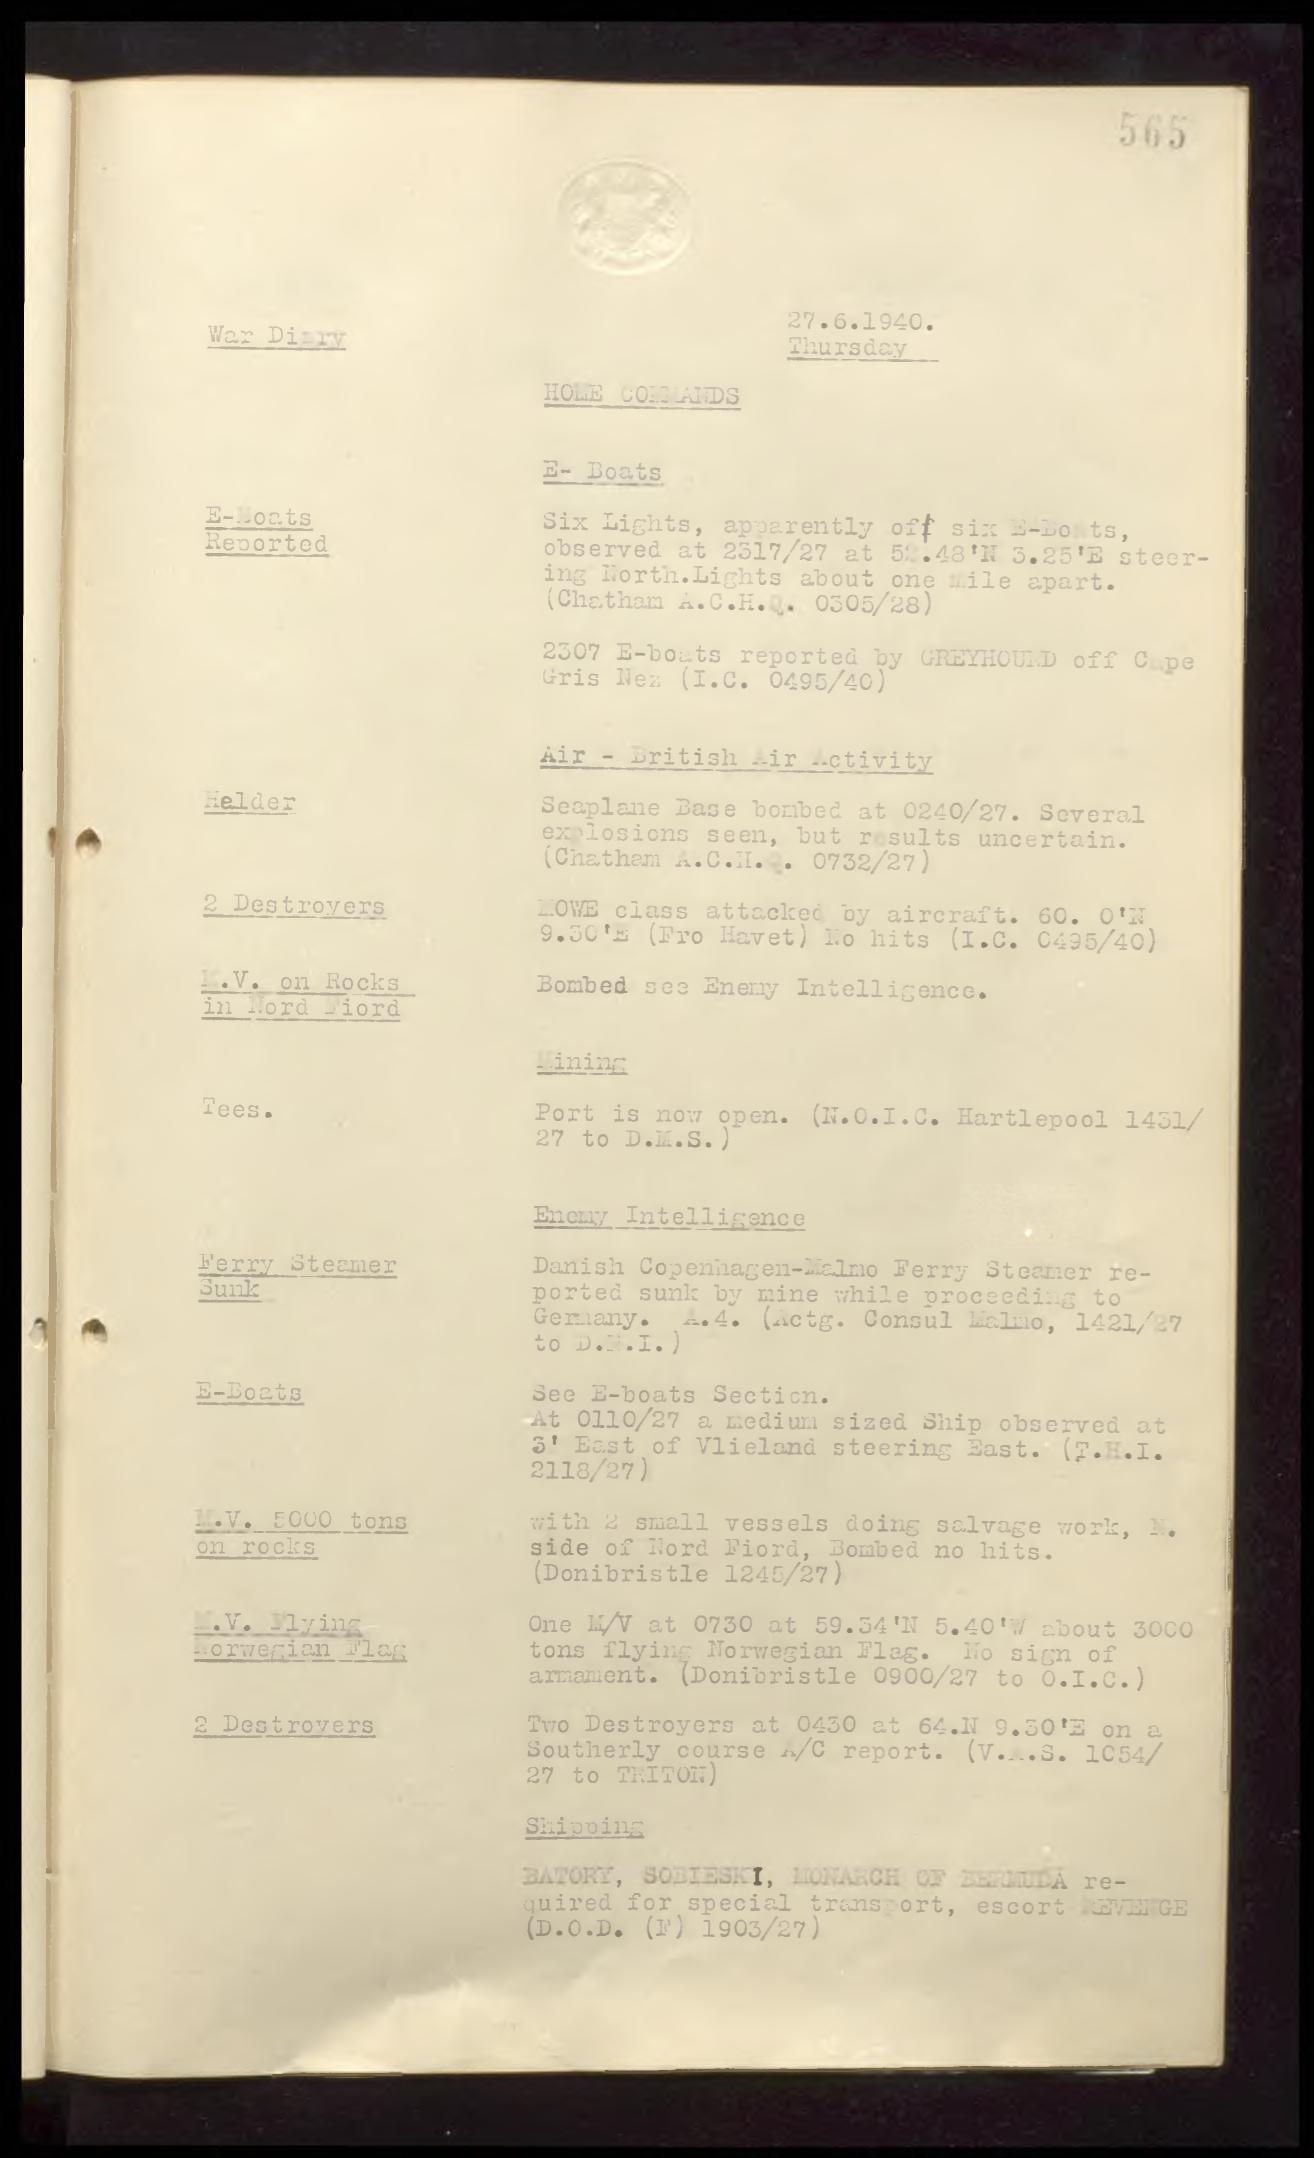 565
War Diary
27.6.1940.
Thursday
HOME COMMANDS
E- Boats
E-Boats
Reported
Six Lights, apparently off six E-Boats,
observed at 2317/27 at .48'N 3.25'E steer-
ing North.Lights about one mile apart.
(Chatham A.C.H.Q. 0305/28)
2307 E-boats reported by GREYHOUND off Cape
Gris Nez (I.C. 0495/40)
Air - British Air Activity
Helder
Seaplane Base bombed at 0240/27. Several
explosions seen, but results uncertain.
(Chatham A.C.H.Q. 0732/27)
2 Destroyers
MOWE class attacked by aircraft. 60. 0'N
9.30'E (Fro Havet) No hits (I.C. 0495/40)
M.V. on Rocks
in Nord Fiord
Bombed see Enemy Intelligence.
Mining
Tees.
Port is now open. (N.O.I.C. Hartlepool 1431/
27 to D.M.S.)
Enemy Intelligence
Ferry Steamer
Sunk
Danish Copenhagen-Malmo Ferry Steamer re-
ported sunk by mine while proceeding to
Germany. A.4. (Actg. Consul Malmo, 1421/27
to D.N.I.)
E-Boats
See E-boats Section.
At 0110/27 a medium sized Ship observed at
3' East of Vlieland steering East. (T.H.I.
2118/27)
M.V. 5000 tons
on rocks
with 2 small vessels doing salvage work, N.
side of Nord Fiord, Bombed no hits.
(Donibristle 1245/27)
M.V. Flying
Norwegian Flag
One M/V at 0730 at 59.34'N 5.40'W about 3000
tons flying Norwegian Flag. No sign of
armament. (Donibristle 0900/27 to O.I.C.)
2 Destroyers
Two Destroyers at 0430 at 64.N 9.30'E on a
Southerly course A/C report. (V.A.S. 1054/
27 to TRITON)
Shipping
BATORY, SOBIESKI, MONARCH OF BERMUDA re-
quired for special transport, escort REVENGE
(D.O.D. (F) 1903/27)